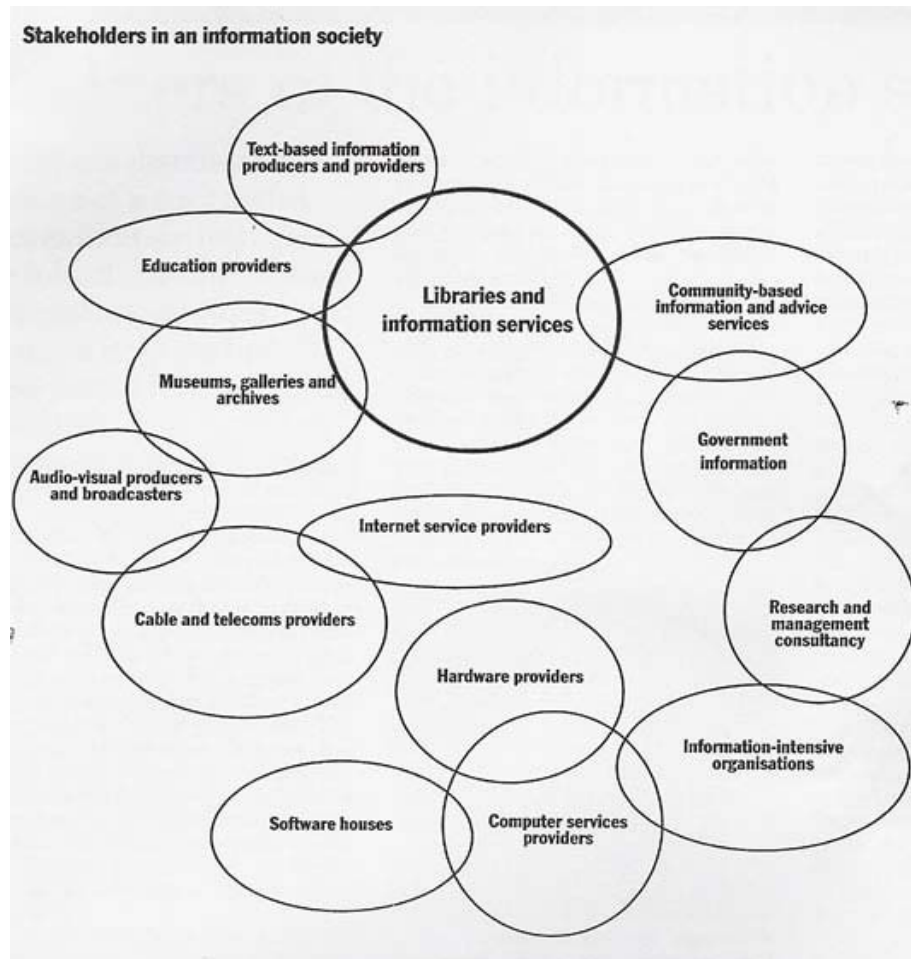 Stakeholders in an information society
Text-based information
producers and providers
Education providers
Libraries and
information services
Community-based
information and advice
services
Museums, galleries and
archives
Government
information
Audio-visual producers
and broadcasters
Internet service providers
Cable and telecoms providers
Research and
management
consultancy
Hardware providers
Information-intensive
organisations
Software houses
Computer services
providers